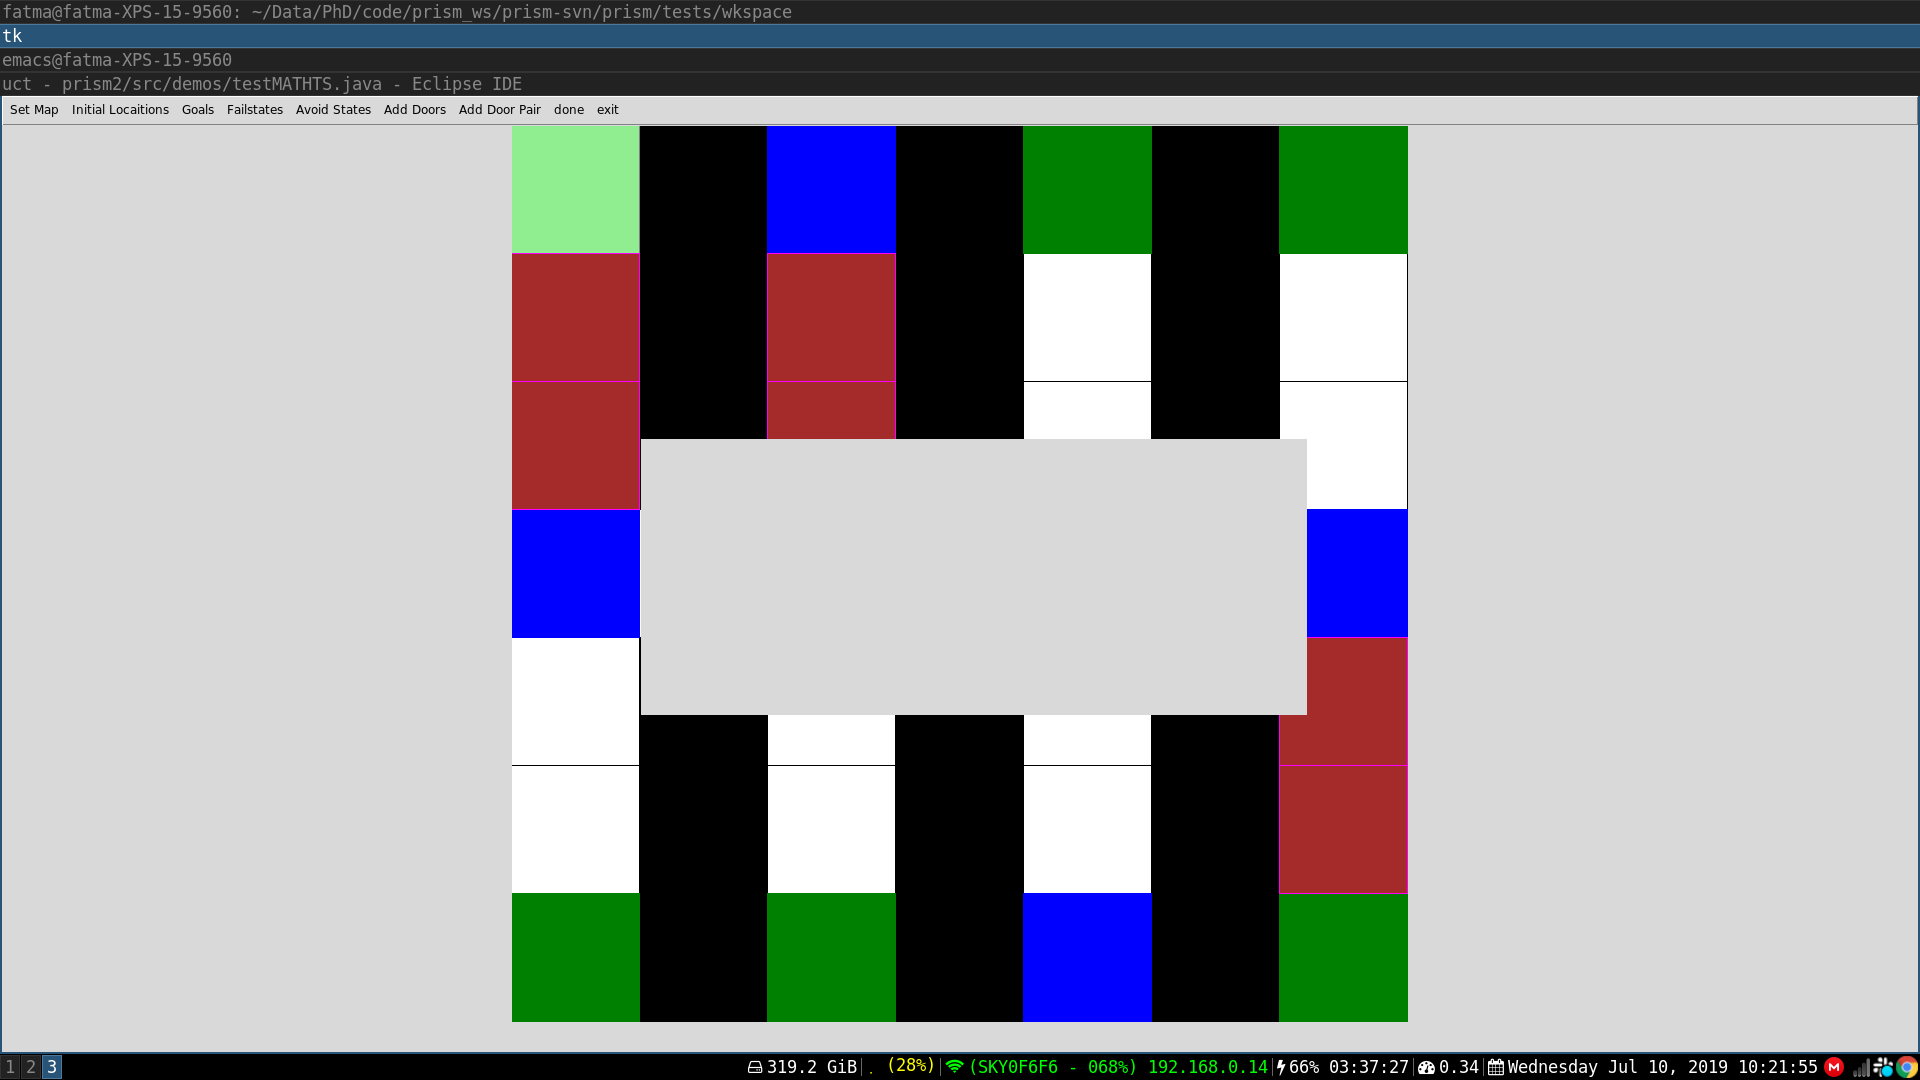 fatma@fatma-XPS-15-9560: ~/Data/PhD/code/prism_ws/prism-svn/prism/tests/wkspace
tk
emacs@fatma-XPS-15-9560
uct - prism2/src/demos/testMATHTS.java - Eclipse IDE
Set Map Initial Locaitions Goals Failstates Avoid States Add Doors Add Door Pair done exit
1 2 3 319.2 GiB | . (28%) | (SKY0F6F6 - 068%) 192.168.0.14 | 66% 03:37:27 | 0.34 | Wednesday Jul 10, 2019 10:21:55 M